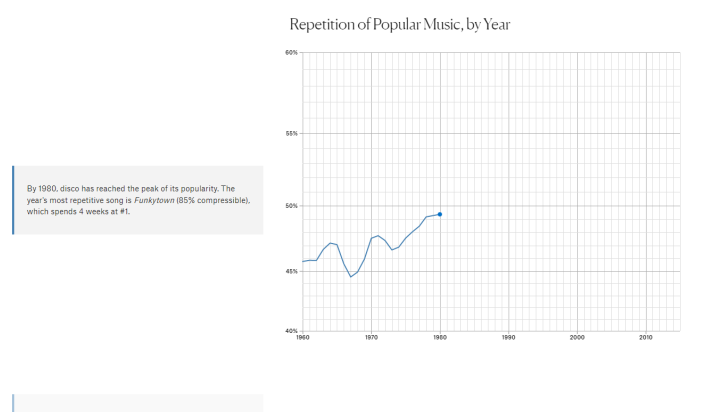 Repetition of Popular Music, by Year
60%
55%
By 1980, disco has reached the peak of its popularity. The
year's most repetitive song is Funkytown (85% compressible),
which spends 4 weeks at #1.
50%
45%
40%
1960 1970 1980 1990 2000 2010